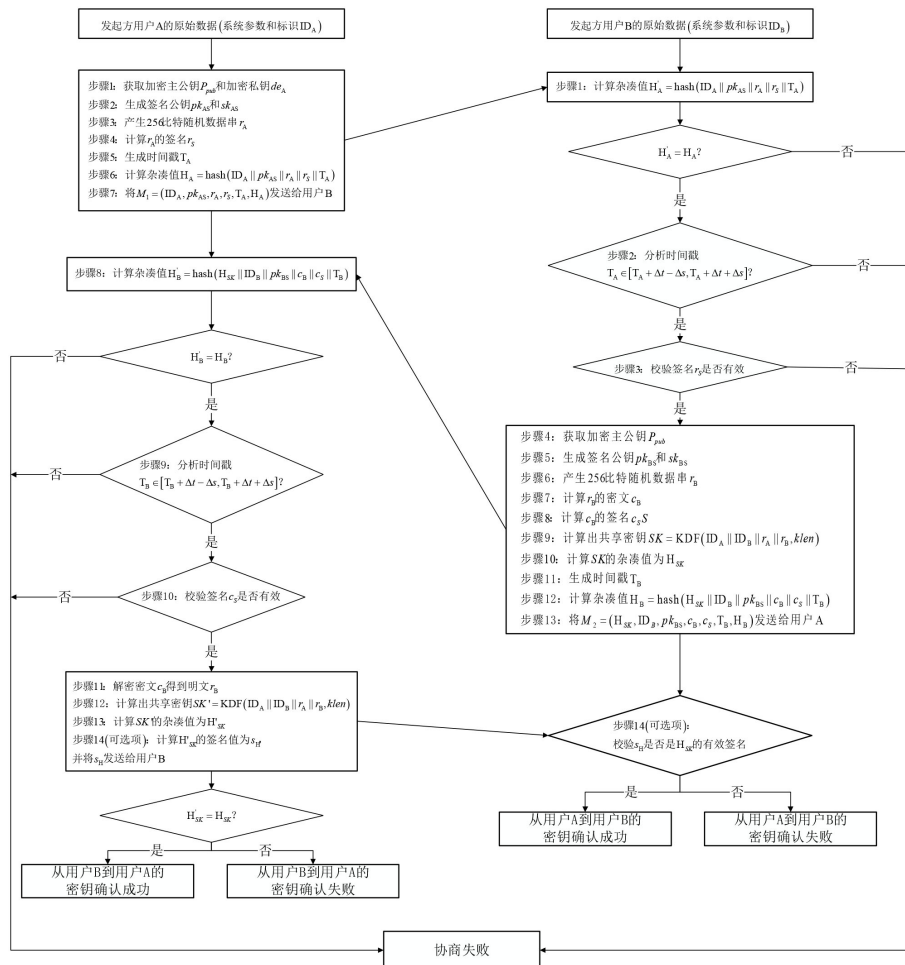 发起方用户A的原始数据(系统参数和标识ID_A)
步骤1：获取加密主公钥P_pub和加密私钥de_A
步骤2：生成签名公钥pk_AS和sk_AS
步骤3：产生256比特随机数据串r_A
步骤4：计算r_A的签名r_S
步骤5：生成时间戳T_A
步骤6：计算杂凑值H_A=hash(ID_A||pk_AS||r_A||r_S||T_A)
步骤7：将M_1=(ID_A,pk_AS,r_A,r_S,T_A,H_A)发送给用户B
步骤8：计算杂凑值H'_B=hash(H_SK||ID_B||pk_BS||c_B||c_S||T_B)
H'_B=H_B?
否
是
步骤9：分析时间戳
T_B∈[T_B+Δt−Δs,T_B+Δt+Δs]?
否
是
步骤10：校验签名c_S是否有效
否
是
步骤11：解密密文c_B得到明文r_B
步骤12：计算出共享密钥SK'=KDF(ID_A||ID_B||r_A||r_B,klen)
步骤13：计算SK'的杂凑值为H'_SK
步骤14(可选项)：计算H'_SK的签名值为s_H
并将s_H发送给用户B
H'_SK=H_SK?
是
否
从用户B到用户A的
密钥确认成功
从用户B到用户A的
密钥确认失败
发起方用户B的原始数据(系统参数和标识ID_B)
步骤1：计算杂凑值H'_A=hash(ID_A||pk_AS||r_A||r_S||T_A)
H'_A=H_A?
否
是
步骤2：分析时间戳
T_A∈[T_A+Δt−Δs,T_A+Δt+Δs]?
否
是
步骤3：校验签名r_S是否有效
否
是
步骤4：获取加密主公钥P_pub
步骤5：生成签名公钥pk_BS和sk_BS
步骤6：产生256比特随机数据串r_B
步骤7：计算r_B的密文c_B
步骤8：计算c_B的签名c_S S
步骤9：计算出共享密钥SK=KDF(ID_A||ID_B||r_A||r_B,klen)
步骤10：计算SK的杂凑值为H_SK
步骤11：生成时间戳T_B
步骤12：计算杂凑值H_B=hash(H_SK||ID_B||pk_BS||c_B||c_S||T_B)
步骤13：将M_2=(H_SK,ID_B,pk_BS,c_B,c_S,T_B,H_B)发送给用户A
步骤14(可选项)：
校验s_H是否是H_SK的有效签名
是
否
从用户A到用户B的
密钥确认成功
从用户A到用户B的
密钥确认失败
协商失败